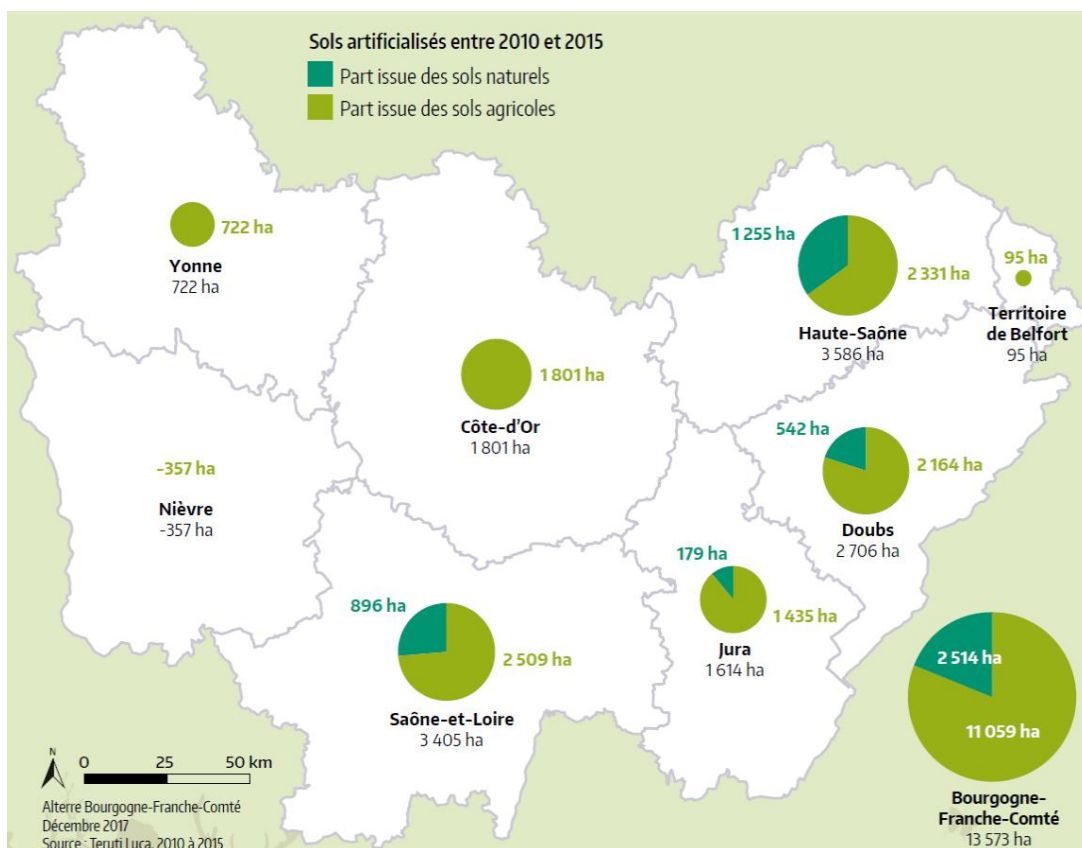 Sols artificialisés entre 2010 et 2015
Part issue des sols naturels
Part issue des sols agricoles
722 ha
Yonne
722 ha
1 801 ha
Côte-d'Or
1 801 ha
1 255 ha
2 331 ha
Haute-Saône
3 586 ha
95 ha
Territoire
de Belfort
95 ha
-357 ha
Nièvre
-357 ha
542 ha
2 164 ha
Doubs
2 706 ha
179 ha
1 435 ha
Jura
1 614 ha
896 ha
2 509 ha
Saône-et-Loire
3 405 ha
2 514 ha
11 059 ha
Bourgogne-
Franche-Comté
13 573 ha
N
0 25 50 km
Alterre Bourgogne-Franche-Comté
Décembre 2017
Source : Teruti Luca, 2010 à 2015